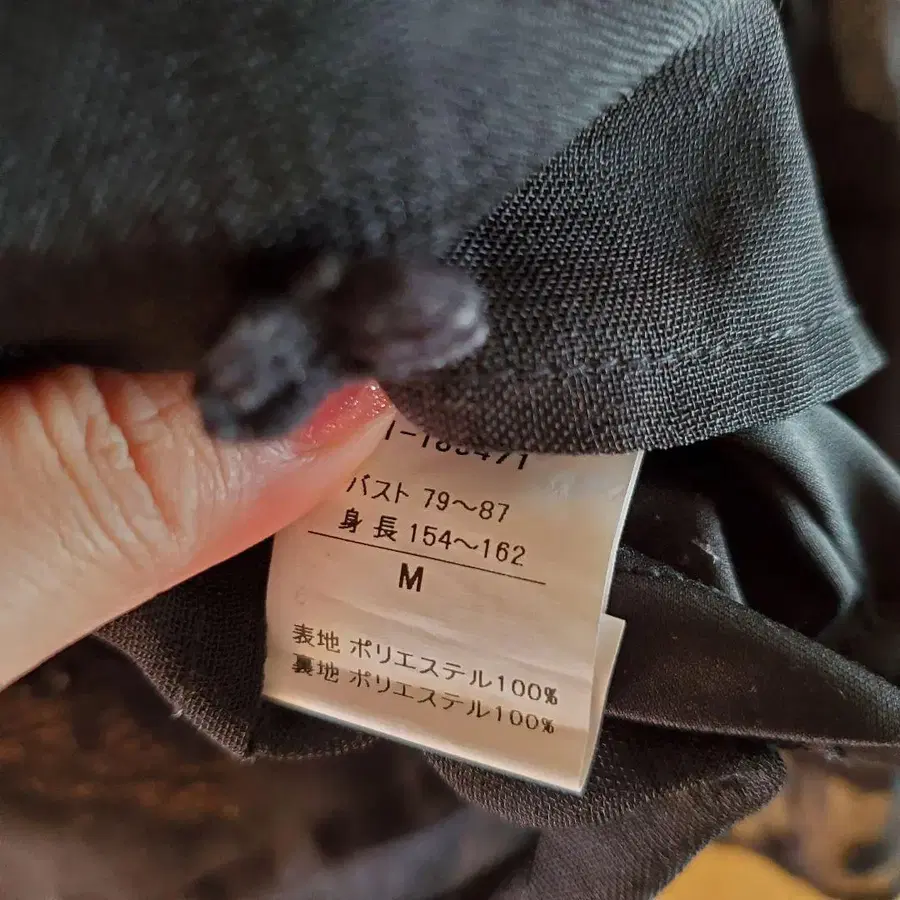 バスト 79～87
身長 154～162
M
表地 ポリエステル100%
裏地 ポリエステル100%